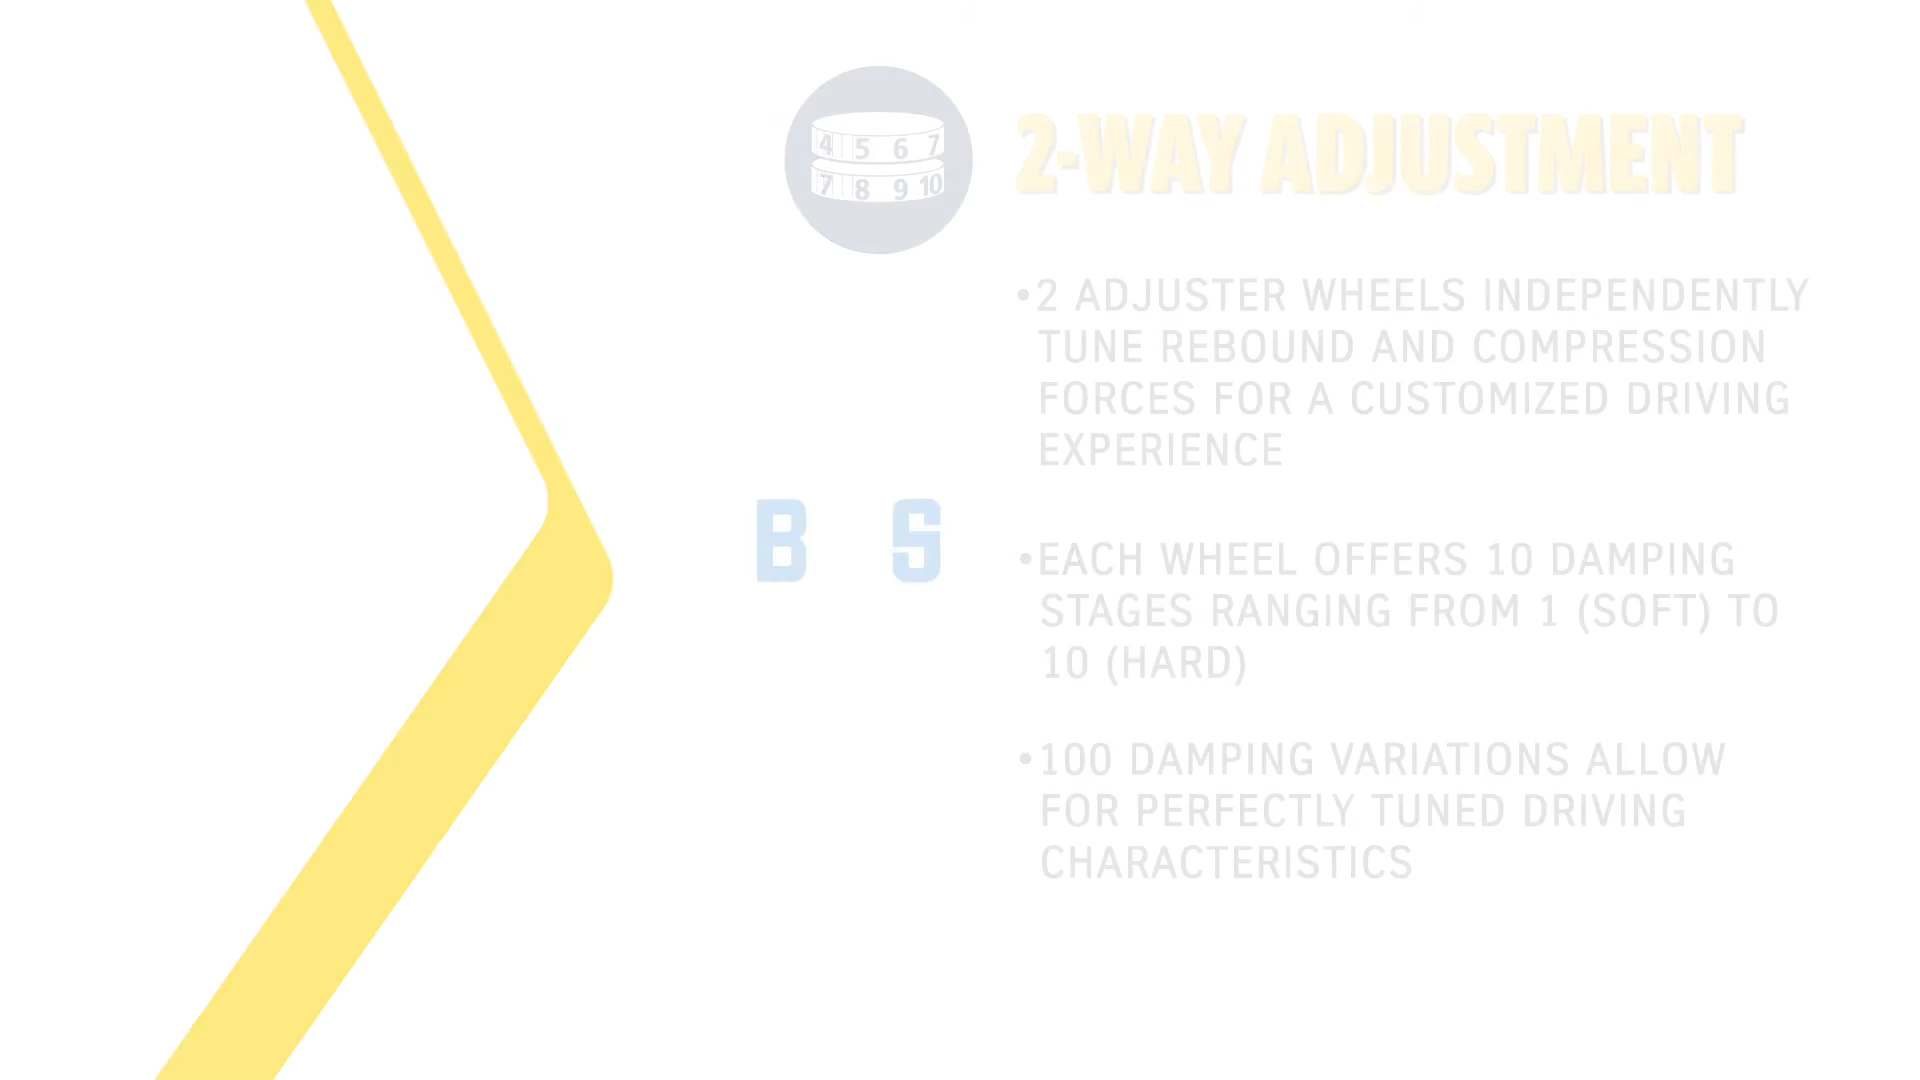 4 5 6 7
7 8 9 10
2-WAY ADJUSTMENT
•2 ADJUSTER WHEELS INDEPENDENTLY
TUNE REBOUND AND COMPRESSION
FORCES FOR A CUSTOMIZED DRIVING
EXPERIENCE
B S
•EACH WHEEL OFFERS 10 DAMPING
STAGES RANGING FROM 1 (SOFT) TO
10 (HARD)
•100 DAMPING VARIATIONS ALLOW
FOR PERFECTLY TUNED DRIVING
CHARACTERISTICS